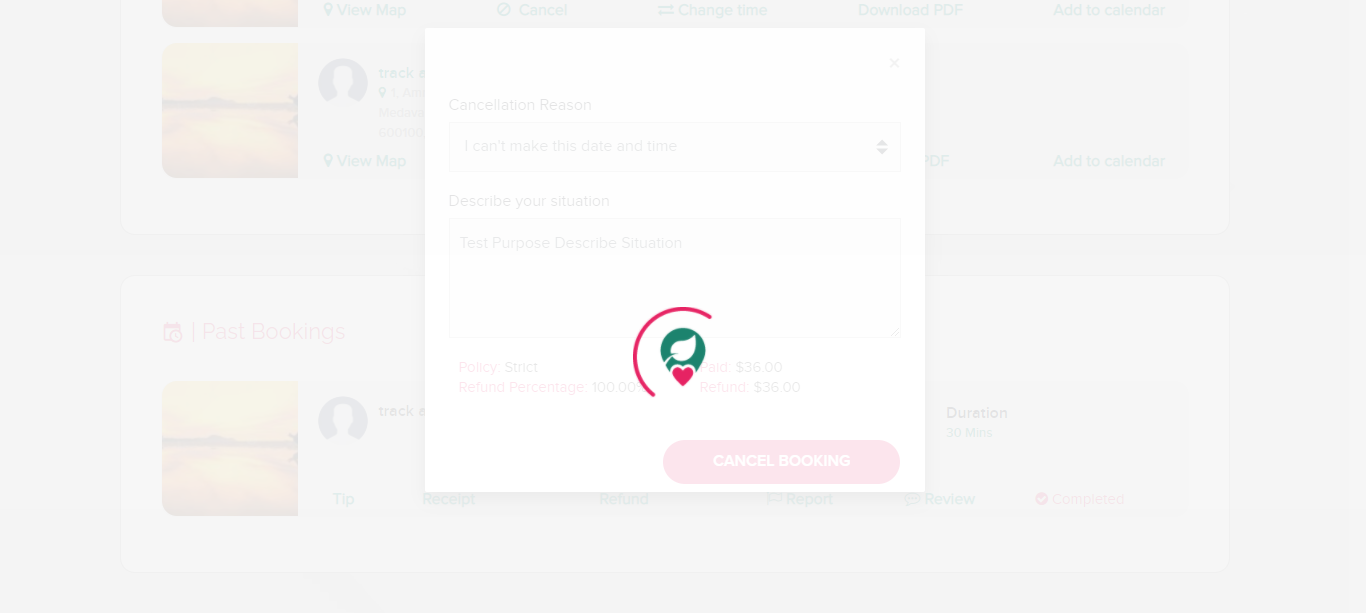 View Map Cancel Change time Download PDF Add to calendar
track a
1, Ann
Medava
600100
View Map PDF Add to calendar
×
Cancellation Reason
I can't make this date and time
Describe your situation
Test Purpose Describe Situation
Policy: Strict Paid: $36.00
Refund Percentage: 100.00% Refund: $36.00
CANCEL BOOKING
| Past Bookings
track a
Duration
30 Mins
Tip Receipt Refund Report Review Completed